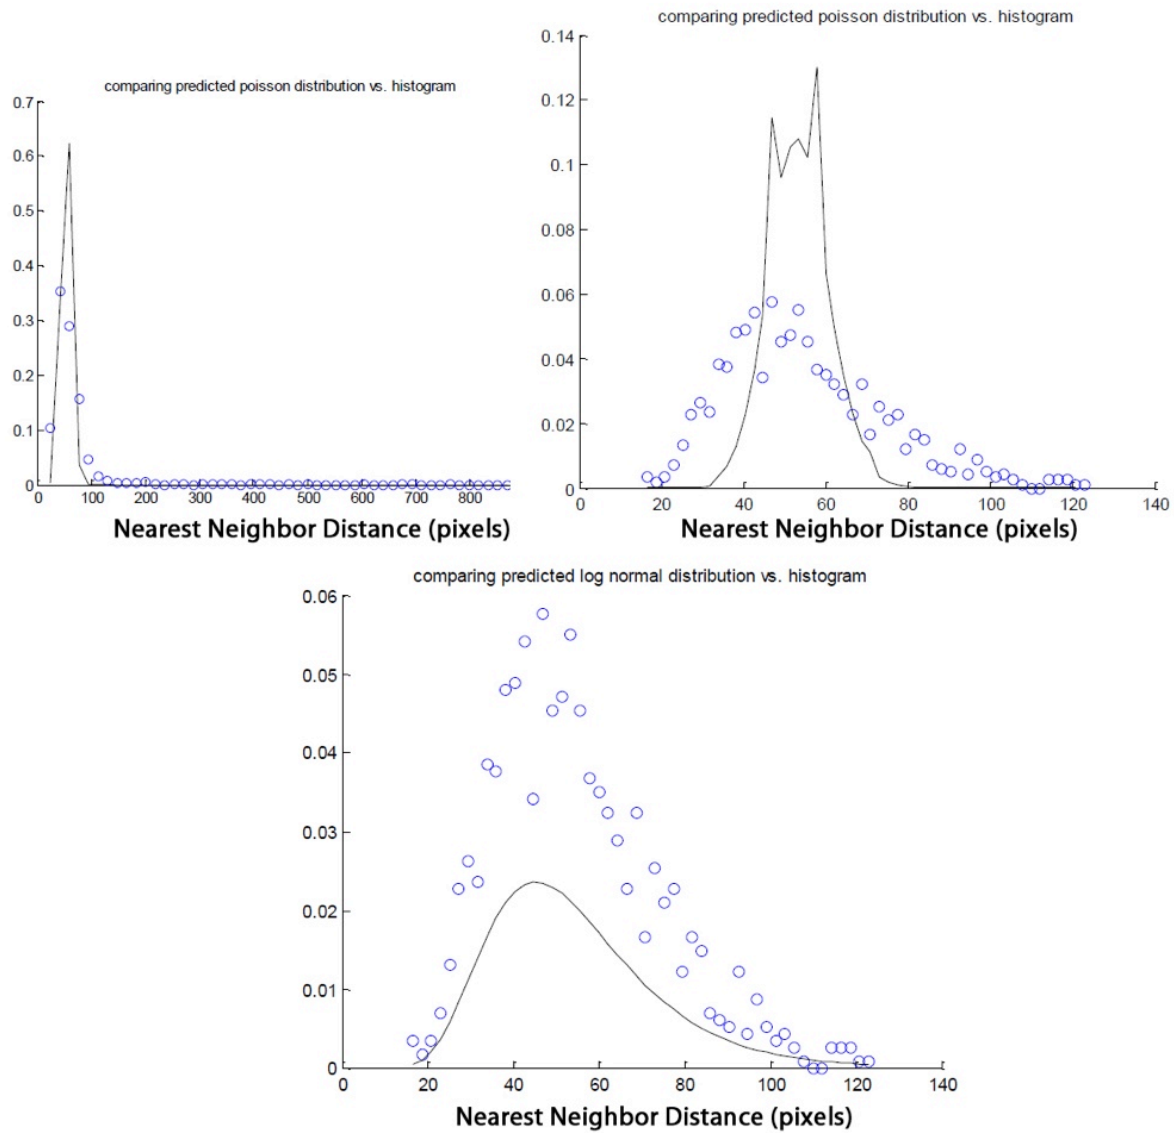 comparing predicted poisson distribution vs. histogram
0.7
0.6
0.5
0.4
0.3
0.2
0.1
0
0 100 200 300 400 500 600 700 800
Nearest Neighbor Distance (pixels)
comparing predicted poisson distribution vs. histogram
0.14
0.12
0.1
0.08
0.06
0.04
0.02
0
0 20 40 60 80 100 120 140
Nearest Neighbor Distance (pixels)
comparing predicted log normal distribution vs. histogram
0.06
0.05
0.04
0.03
0.02
0.01
0
0 20 40 60 80 100 120 140
Nearest Neighbor Distance (pixels)